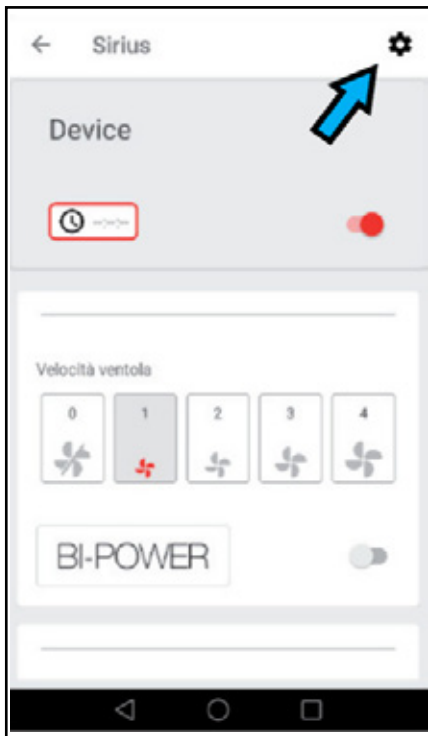 Sirius
Device
--:--:--
Velocità ventola
0 1 2 3 4
BI-POWER